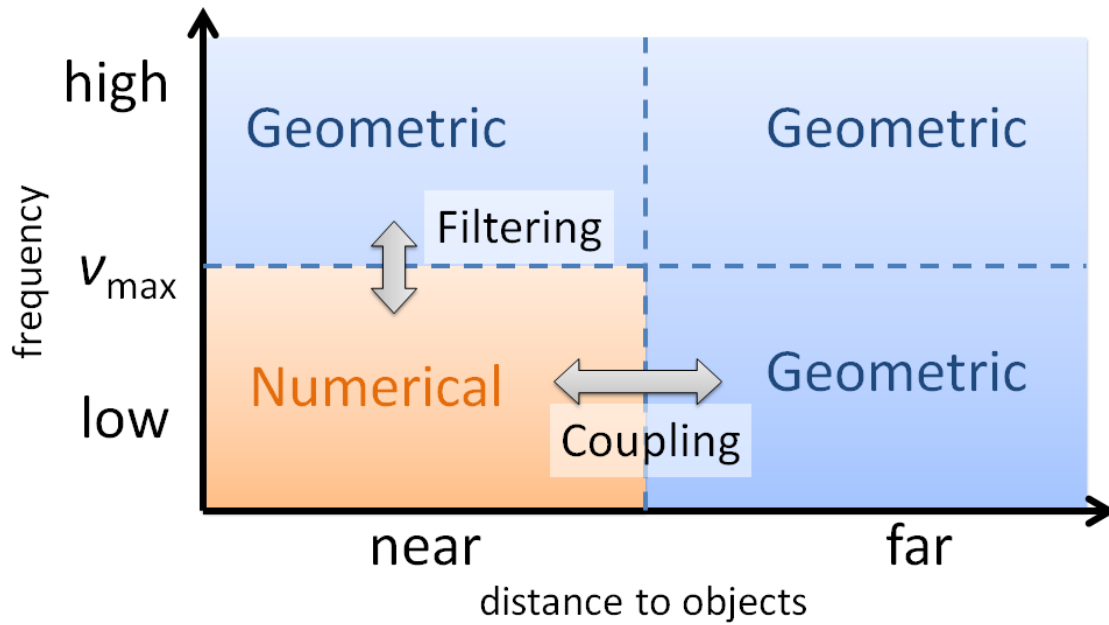 high
Geometric
Geometric
Filtering
frequency
νmax
Numerical
Geometric
low
Coupling
near
far
distance to objects